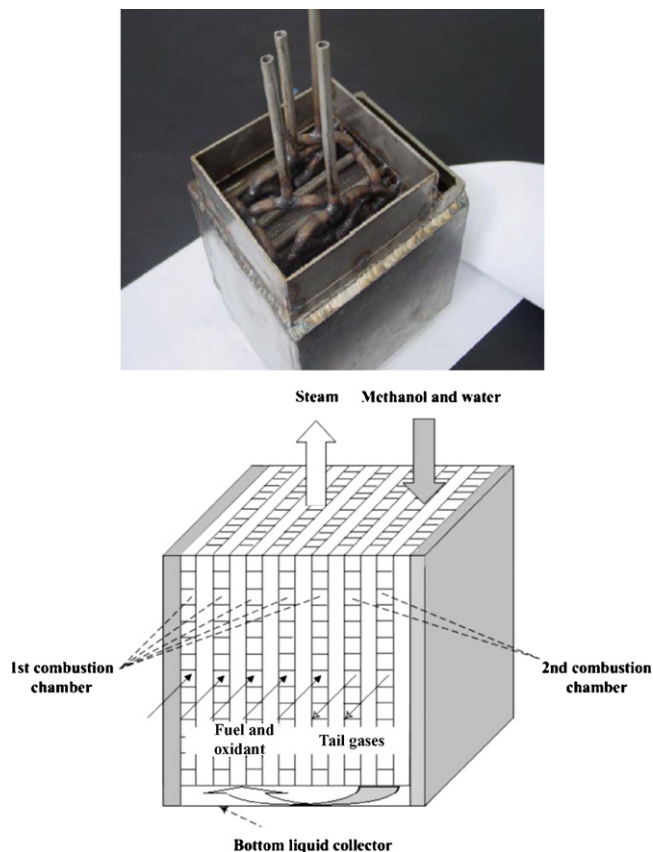 Steam
Methanol and water
1st combustion
chamber
2nd combustion
chamber
Fuel and
oxidant
Tail gases
Bottom liquid collector